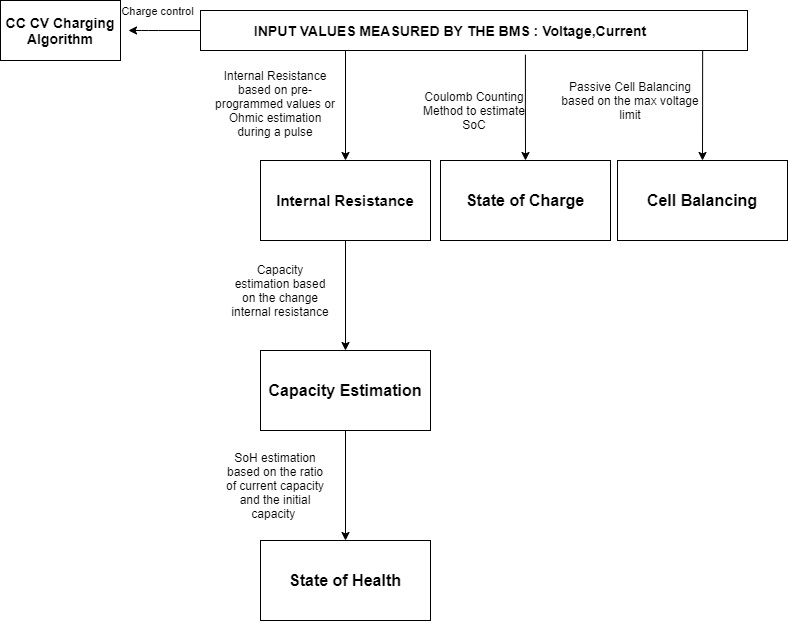 CC CV Charging
Algorithm
Charge control
INPUT VALUES MEASURED BY THE BMS : Voltage,Current
Internal Resistance
based on pre-
programmed values or
Ohmic estimation
during a pulse
Coulomb Counting
Method to estimate
SoC
Passive Cell Balancing
based on the max voltage
limit
Internal Resistance
State of Charge
Cell Balancing
Capacity
estimation based
on the change
internal resistance
Capacity Estimation
SoH estimation
based on the ratio
of current capacity
and the initial
capacity
State of Health